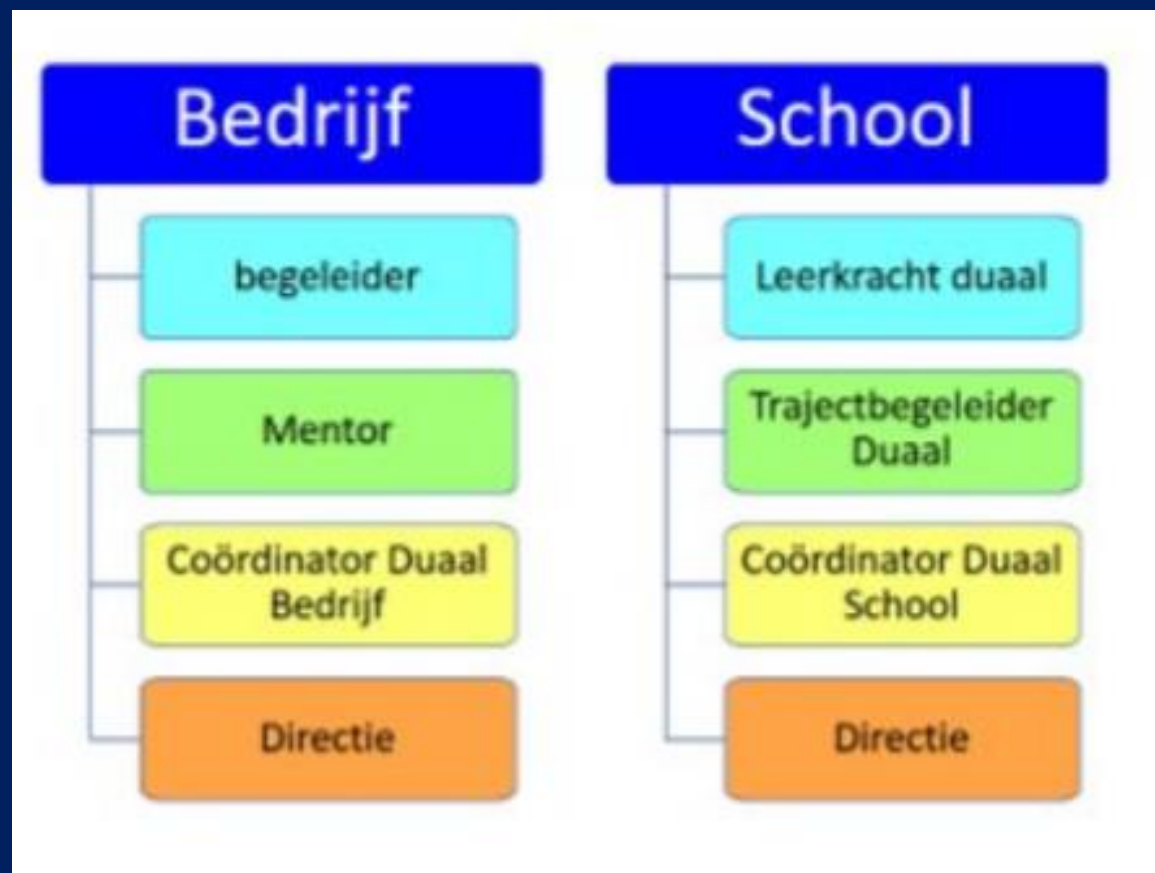 Bedrijf
begeleider
Mentor
Coördinator Duaal
Bedrijf
Directie
School
Leerkracht duaal
Trajectbegeleider
Duaal
Coördinator Duaal
School
Directie